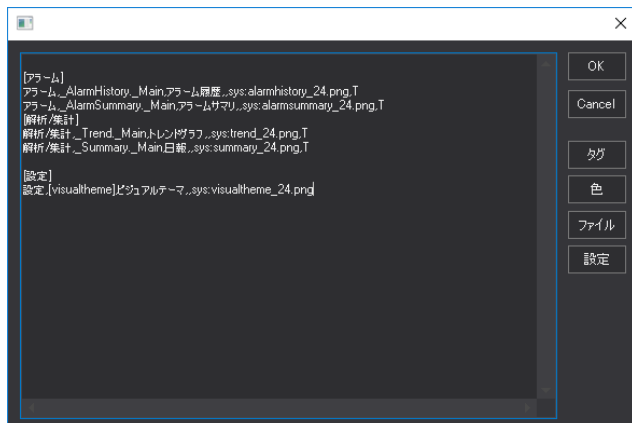 [アラーム]
アラーム,_AlarmHistory._Main,アラーム履歴,,sys:alarmhistory_24.png,T
アラーム,_AlarmSummary._Main,アラームサマリ,,sys:alarmsummary_24.png,T
[解析/集計]
解析/集計,_Trend._Main,トレンドグラフ,,sys:trend_24.png,T
解析/集計,_Summary._Main,日報,,sys:summary_24.png,T
[設定]
設定,[visualtheme]ビジュアルテーマ,,sys:visualtheme_24.png
OK
Cancel
タグ
色
ファイル
設定